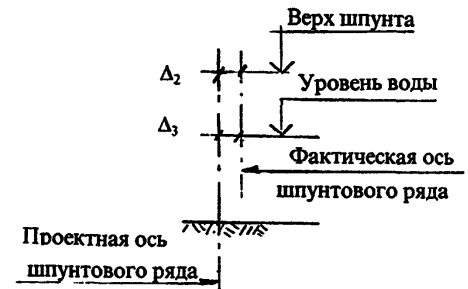 Верх шпунта
Δ2
Уровень воды
Δ3
Фактическая ось
шпунтового ряда
Проектная ось
шпунтового ряда